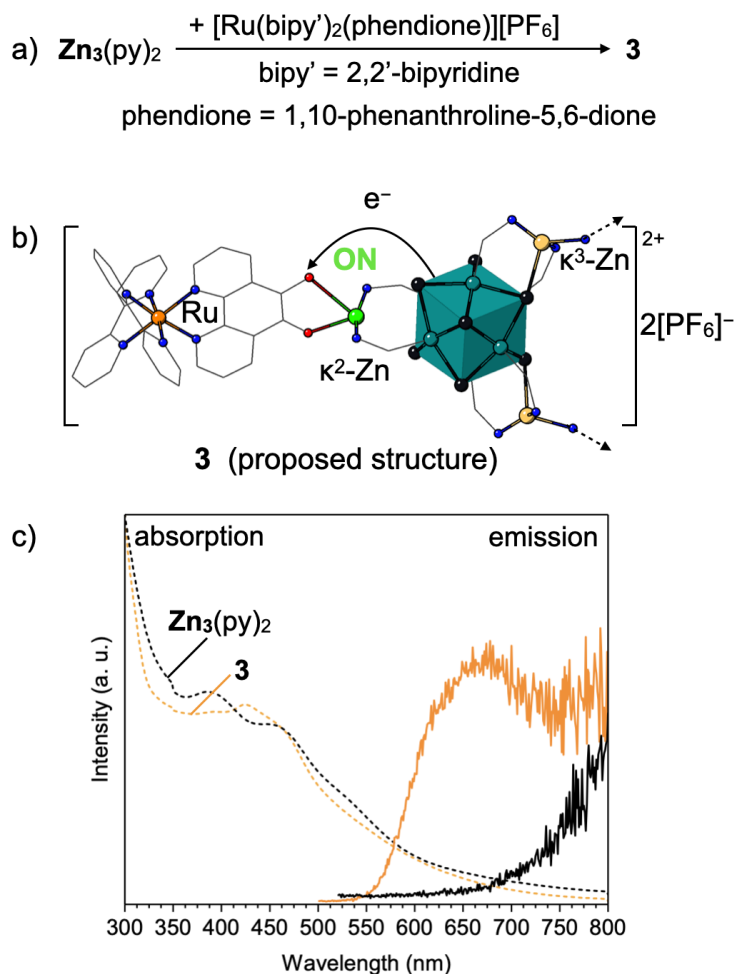 a) Zn₃(py)₂ + [Ru(bipy')₂(phendione)][PF₆] 3
bipy' = 2,2'-bipyridine
phendione = 1,10-phenanthroline-5,6-dione
b) e⁻
ON
κ³-Zn
2+
Ru
2[PF₆]⁻
κ²-Zn
3 (proposed structure)
c) absorption emission
Zn₃(py)₂
3
Intensity (a. u.)
300 350 400 450 500 550 600 650 700 750 800
Wavelength (nm)